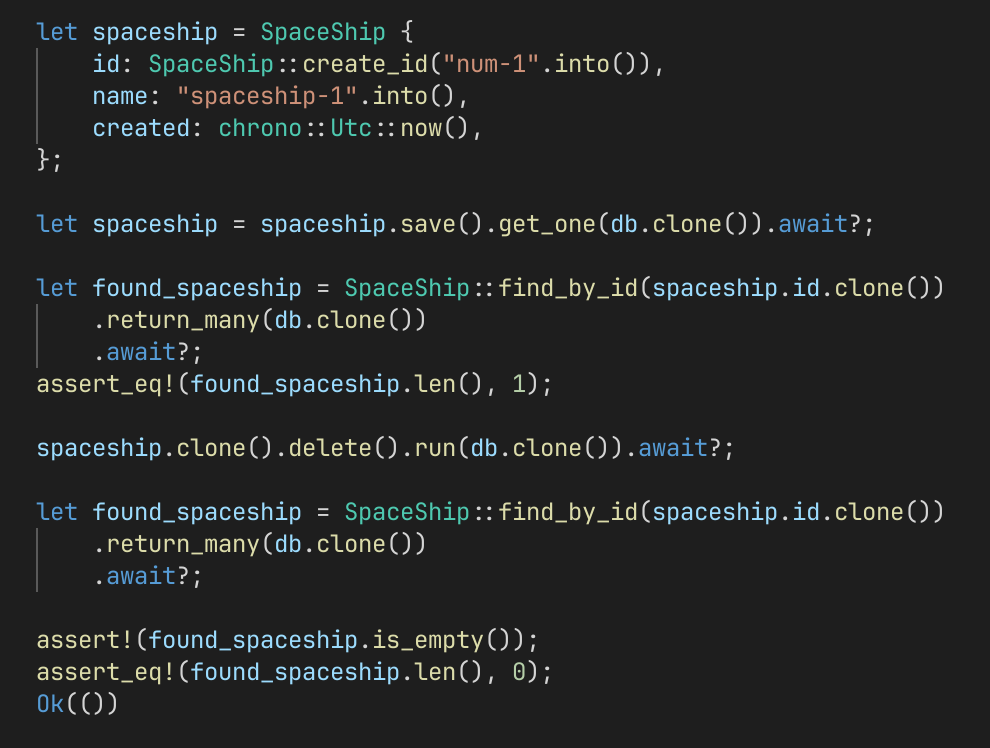 let spaceship = SpaceShip {
    id: SpaceShip::create_id("num-1".into()),
    name: "spaceship-1".into(),
    created: chrono::Utc::now(),
};

let spaceship = spaceship.save().get_one(db.clone()).await?;

let found_spaceship = SpaceShip::find_by_id(spaceship.id.clone())
    .return_many(db.clone())
    .await?;
assert_eq!(found_spaceship.len(), 1);

spaceship.clone().delete().run(db.clone()).await?;

let found_spaceship = SpaceShip::find_by_id(spaceship.id.clone())
    .return_many(db.clone())
    .await?;

assert!(found_spaceship.is_empty());
assert_eq!(found_spaceship.len(), 0);
Ok(())